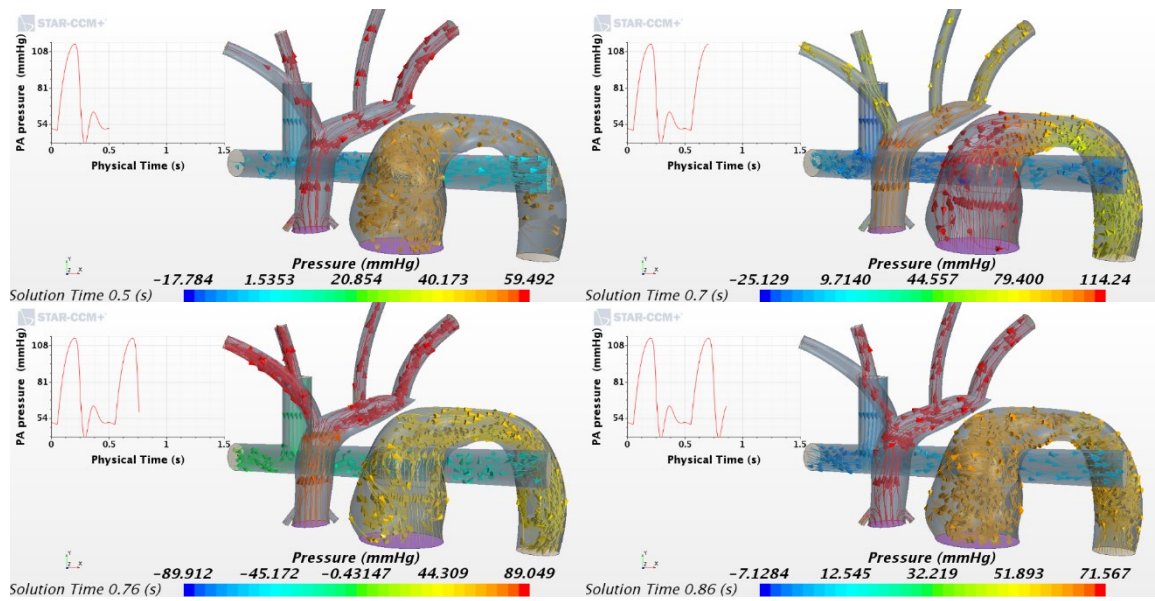 STAR-CCM+
PA pressure (mmHg)
108
81
54
0
0.5
1
1.5
Physical Time (s)
Y
Z X
Pressure (mmHg)
-17.784 1.5353 20.854 40.173 59.492
Solution Time 0.5 (s)
STAR-CCM+
PA pressure (mmHg)
108
81
54
0
0.5
1
1.5
Physical Time (s)
Y
Z X
Pressure (mmHg)
-25.129 9.7140 44.557 79.400 114.24
Solution Time 0.7 (s)
STAR-CCM+
PA pressure (mmHg)
108
81
54
0
0.5
1
1.5
Physical Time (s)
Y
Z X
Pressure (mmHg)
-89.912 -45.172 -0.43147 44.309 89.049
Solution Time 0.76 (s)
STAR-CCM+
PA pressure (mmHg)
108
81
54
0
0.5
1
1.5
Physical Time (s)
Y
Z X
Pressure (mmHg)
-7.1284 12.545 32.219 51.893 71.567
Solution Time 0.86 (s)